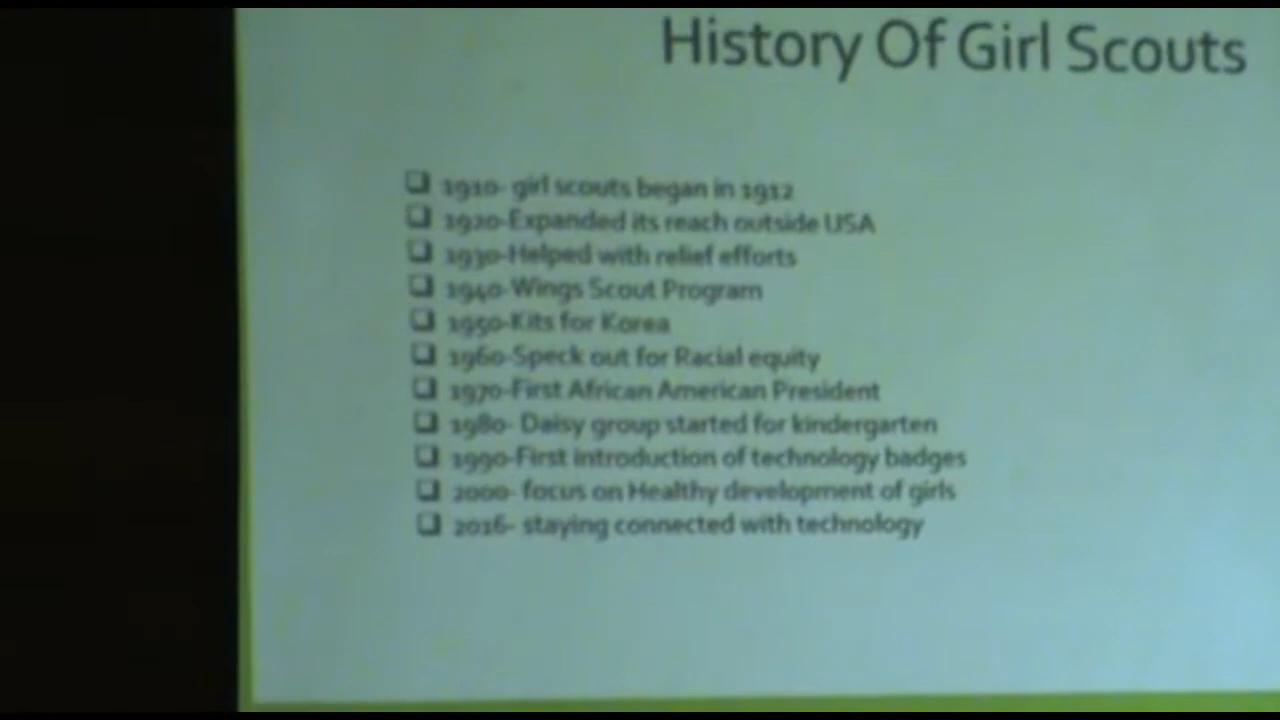 History Of Girl Scouts
❑ 1910- girl scouts began in 1912
❑ 1920-Expanded its reach outside USA
❑ 1930-Helped with relief efforts
❑ 1940-Wings Scout Program
❑ 1950-Kits for Korea
❑ 1960-Speck out for Racial equity
❑ 1970-First African American President
❑ 1980- Daisy group started for kindergarten
❑ 1990-First introduction of technology badges
❑ 2000- focus on Healthy development of girls
❑ 2016- staying connected with technology